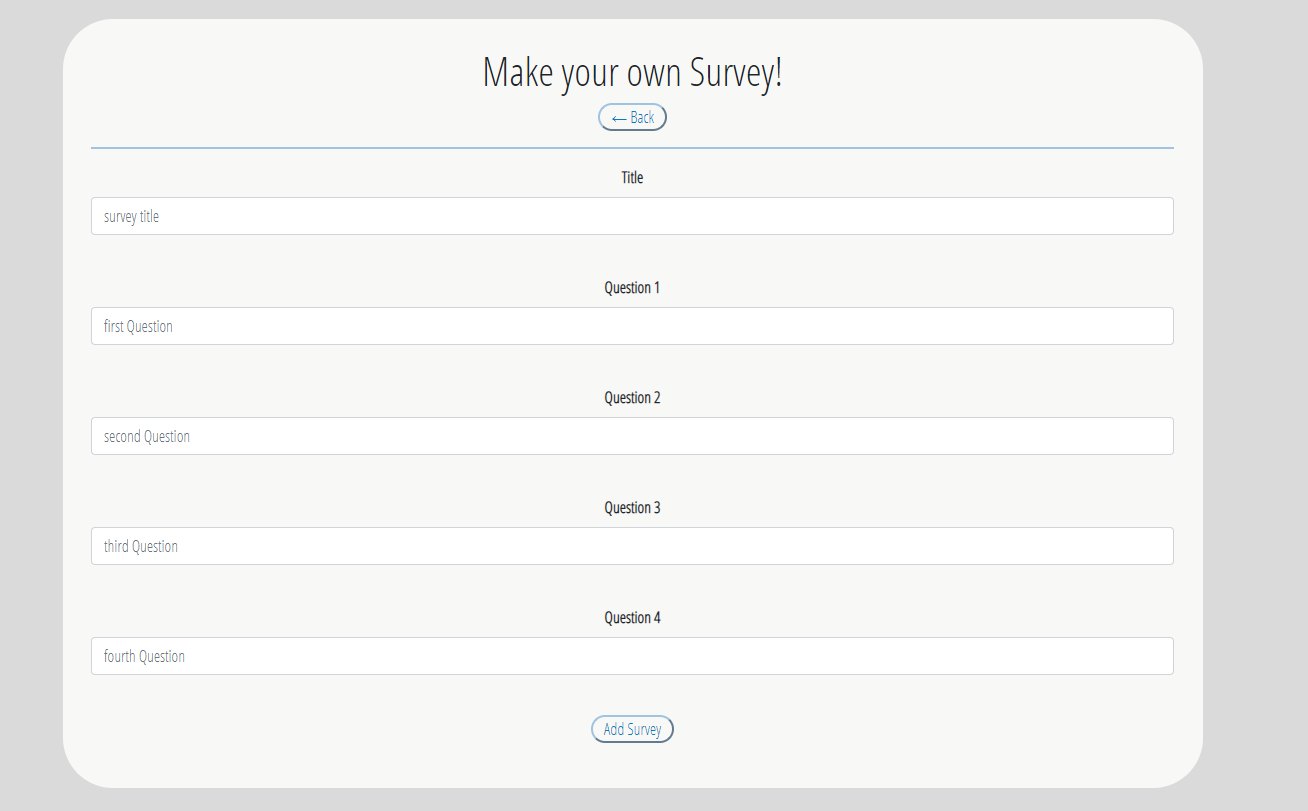 Make your own Survey!
← Back
Title
survey title
Question 1
first Question
Question 2
second Question
Question 3
third Question
Question 4
fourth Question
Add Survey